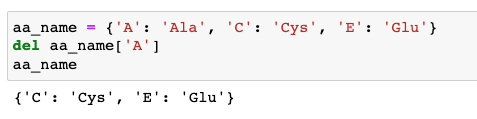 aa_name = {'A': 'Ala', 'C': 'Cys', 'E': 'Glu'}
del aa_name['A']
aa_name
{'C': 'Cys', 'E': 'Glu'}